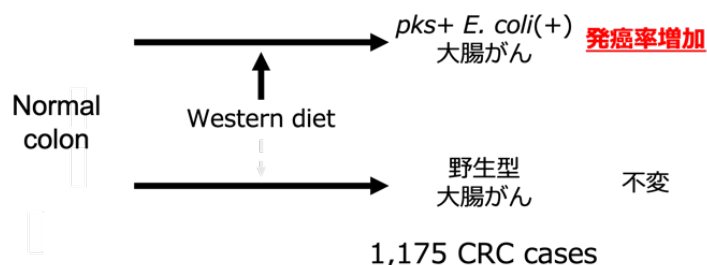 pks+ E. coli(+)
大腸がん
発癌率増加
Normal
colon
Western diet
野生型
大腸がん
不変
1,175 CRC cases